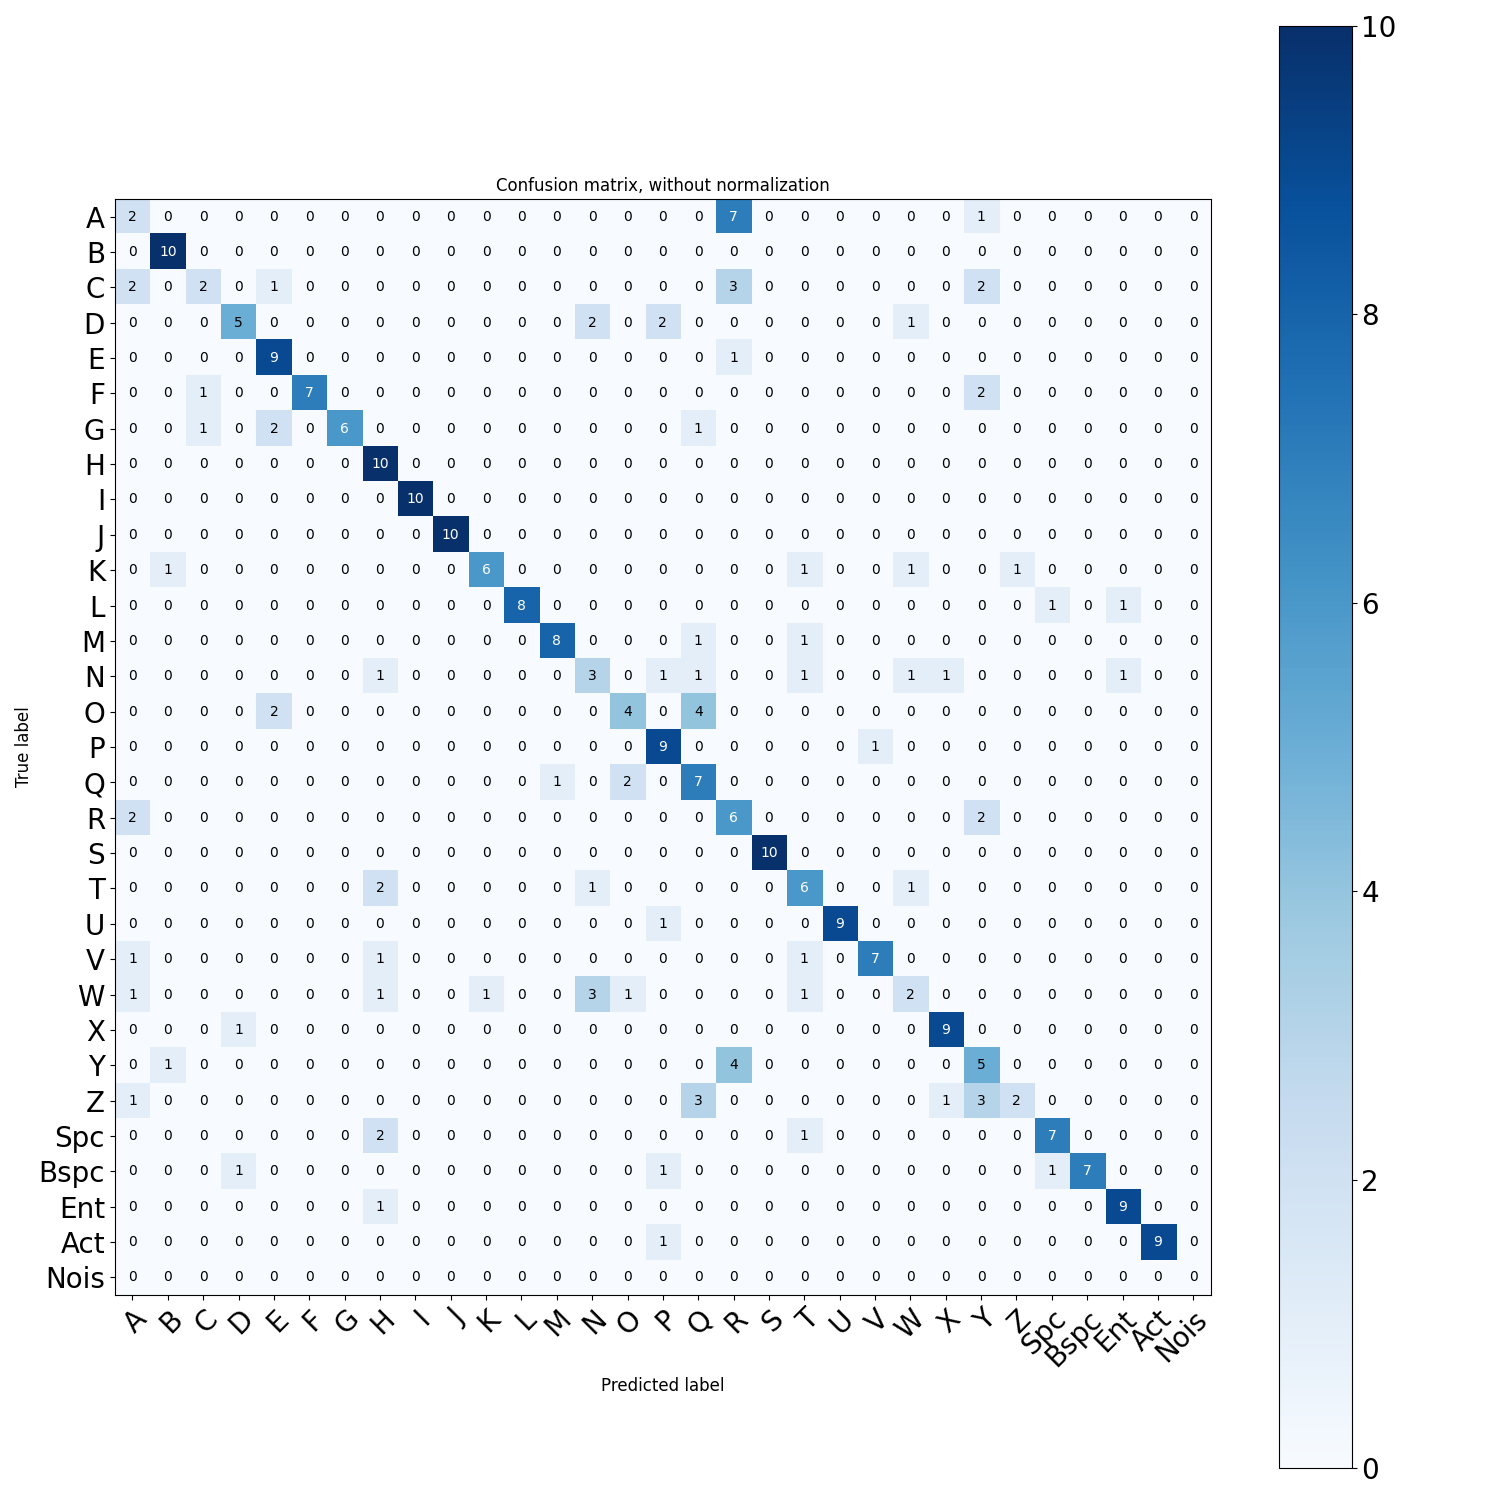 Confusion matrix, without normalization
A 2 0 0 0 0 0 0 0 0 0 0 0 0 0 0 0 0 7 0 0 0 0 0 0 1 0 0 0 0 0 0
B 0 10 0 0 0 0 0 0 0 0 0 0 0 0 0 0 0 0 0 0 0 0 0 0 0 0 0 0 0 0 0
C 2 0 2 0 1 0 0 0 0 0 0 0 0 0 0 0 0 3 0 0 0 0 0 0 2 0 0 0 0 0 0
D 0 0 0 5 0 0 0 0 0 0 0 0 0 2 0 2 0 0 0 0 0 0 1 0 0 0 0 0 0 0 0
E 0 0 0 0 9 0 0 0 0 0 0 0 0 0 0 0 0 1 0 0 0 0 0 0 0 0 0 0 0 0 0
F 0 0 1 0 0 7 0 0 0 0 0 0 0 0 0 0 0 0 0 0 0 0 0 0 2 0 0 0 0 0 0
G 0 0 1 0 2 0 6 0 0 0 0 0 0 0 0 0 1 0 0 0 0 0 0 0 0 0 0 0 0 0 0
H 0 0 0 0 0 0 0 10 0 0 0 0 0 0 0 0 0 0 0 0 0 0 0 0 0 0 0 0 0 0 0
I 0 0 0 0 0 0 0 0 10 0 0 0 0 0 0 0 0 0 0 0 0 0 0 0 0 0 0 0 0 0 0
J 0 0 0 0 0 0 0 0 0 10 0 0 0 0 0 0 0 0 0 0 0 0 0 0 0 0 0 0 0 0 0
K 0 1 0 0 0 0 0 0 0 0 6 0 0 0 0 0 0 0 0 1 0 0 1 0 0 1 0 0 0 0 0
L 0 0 0 0 0 0 0 0 0 0 0 8 0 0 0 0 0 0 0 0 0 0 0 0 0 0 1 0 1 0 0
M 0 0 0 0 0 0 0 0 0 0 0 0 8 0 0 0 1 0 0 1 0 0 0 0 0 0 0 0 0 0 0
N 0 0 0 0 0 0 0 1 0 0 0 0 0 3 0 1 1 0 0 1 0 0 1 1 0 0 0 0 1 0 0
O 0 0 0 0 2 0 0 0 0 0 0 0 0 0 4 0 4 0 0 0 0 0 0 0 0 0 0 0 0 0 0
P 0 0 0 0 0 0 0 0 0 0 0 0 0 0 0 9 0 0 0 0 0 1 0 0 0 0 0 0 0 0 0
Q 0 0 0 0 0 0 0 0 0 0 0 0 1 0 2 0 7 0 0 0 0 0 0 0 0 0 0 0 0 0 0
R 2 0 0 0 0 0 0 0 0 0 0 0 0 0 0 0 0 6 0 0 0 0 0 0 2 0 0 0 0 0 0
S 0 0 0 0 0 0 0 0 0 0 0 0 0 0 0 0 0 0 10 0 0 0 0 0 0 0 0 0 0 0 0
T 0 0 0 0 0 0 0 2 0 0 0 0 0 1 0 0 0 0 0 6 0 0 1 0 0 0 0 0 0 0 0
U 0 0 0 0 0 0 0 0 0 0 0 0 0 0 0 1 0 0 0 0 9 0 0 0 0 0 0 0 0 0 0
V 1 0 0 0 0 0 0 1 0 0 0 0 0 0 0 0 0 0 0 1 0 7 0 0 0 0 0 0 0 0 0
W 1 0 0 0 0 0 0 1 0 0 1 0 0 3 1 0 0 0 0 1 0 0 2 0 0 0 0 0 0 0 0
X 0 0 0 1 0 0 0 0 0 0 0 0 0 0 0 0 0 0 0 0 0 0 0 9 0 0 0 0 0 0 0
Y 0 1 0 0 0 0 0 0 0 0 0 0 0 0 0 0 0 4 0 0 0 0 0 0 5 0 0 0 0 0 0
Z 1 0 0 0 0 0 0 0 0 0 0 0 0 0 0 0 3 0 0 0 0 0 0 1 3 2 0 0 0 0 0
Spc 0 0 0 0 0 0 0 2 0 0 0 0 0 0 0 0 0 0 0 1 0 0 0 0 0 0 7 0 0 0 0
Bspc 0 0 0 1 0 0 0 0 0 0 0 0 0 0 0 1 0 0 0 0 0 0 0 0 0 0 1 7 0 0 0
Ent 0 0 0 0 0 0 0 1 0 0 0 0 0 0 0 0 0 0 0 0 0 0 0 0 0 0 0 0 9 0 0
Act 0 0 0 0 0 0 0 0 0 0 0 0 0 0 0 1 0 0 0 0 0 0 0 0 0 0 0 0 0 9 0
Nois 0 0 0 0 0 0 0 0 0 0 0 0 0 0 0 0 0 0 0 0 0 0 0 0 0 0 0 0 0 0 0
A B C D E F G H I J K L M N O P Q R S T U V W X Y Z Spc Bspc Ent Act Nois
Predicted label
True label
10
8
6
4
2
0